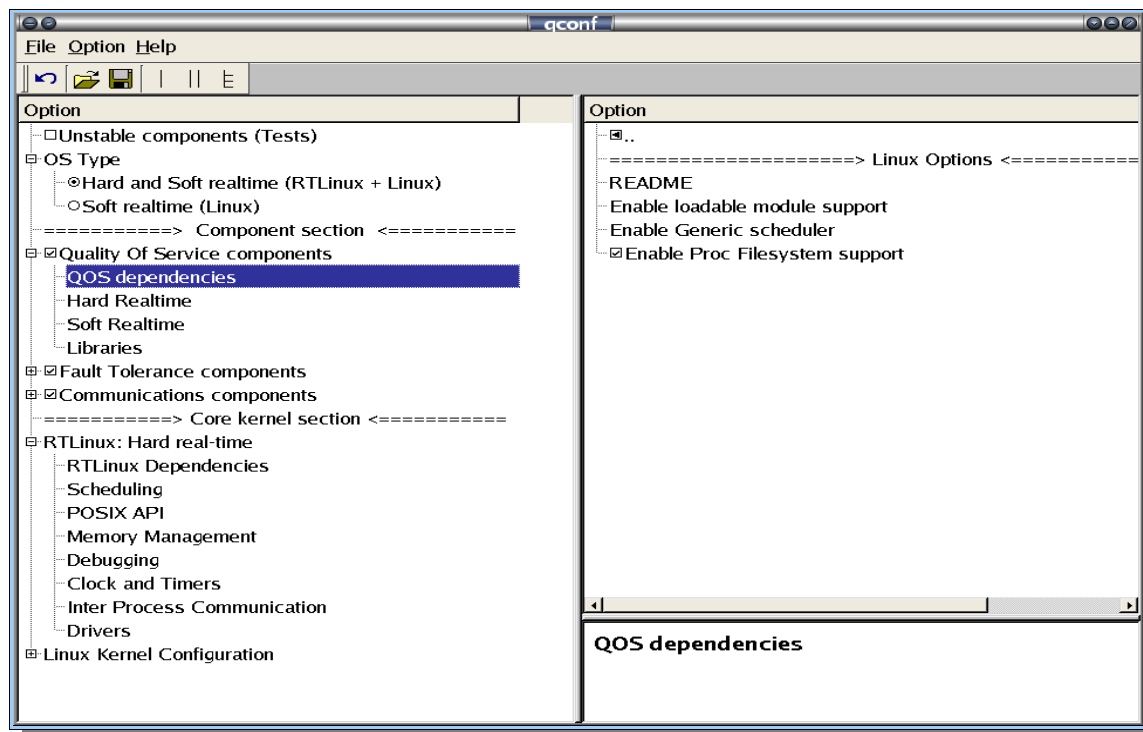 qconf
File Option Help
Option
Unstable components (Tests)
OS Type
Hard and Soft realtime (RTLinux + Linux)
Soft realtime (Linux)
===========> Component section <===========
Quality Of Service components
QOS dependencies
Hard Realtime
Soft Realtime
Libraries
Fault Tolerance components
Communications components
===========> Core kernel section <===========
RTLinux: Hard real-time
RTLinux Dependencies
Scheduling
POSIX API
Memory Management
Debugging
Clock and Timers
Inter Process Communication
Drivers
Linux Kernel Configuration
Option
..
=====================> Linux Options <===========
README
Enable loadable module support
Enable Generic scheduler
Enable Proc Filesystem support
QOS dependencies